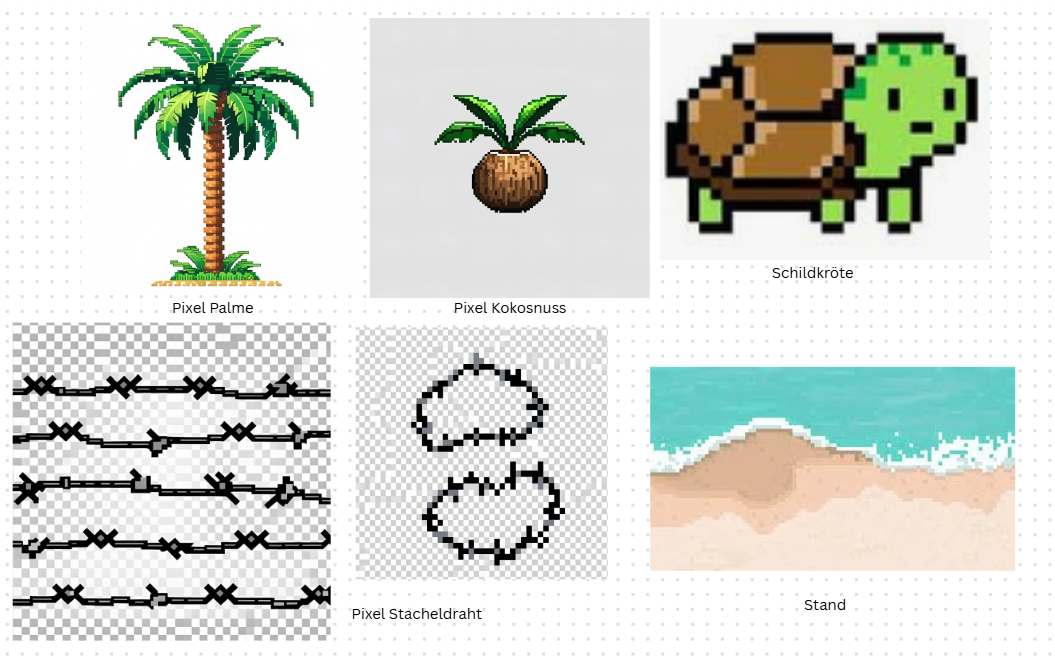 Pixel Palme
Pixel Kokosnuss
Schildkröte
Pixel Stacheldraht
Stand